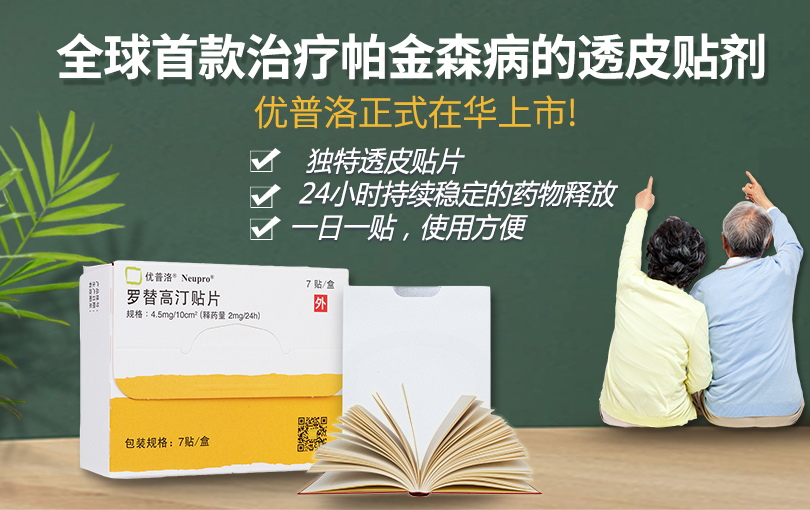 全球首款治疗帕金森病的透皮贴剂
优普洛正式在华上市!
独特透皮贴片
24小时持续稳定的药物释放
一日一贴，使用方便
优普洛® Neupro®
7 贴/盒
罗替高汀贴片
外
规格：4.5mg/10cm² (释药量 2mg/24h)
包装规格：7贴/盒